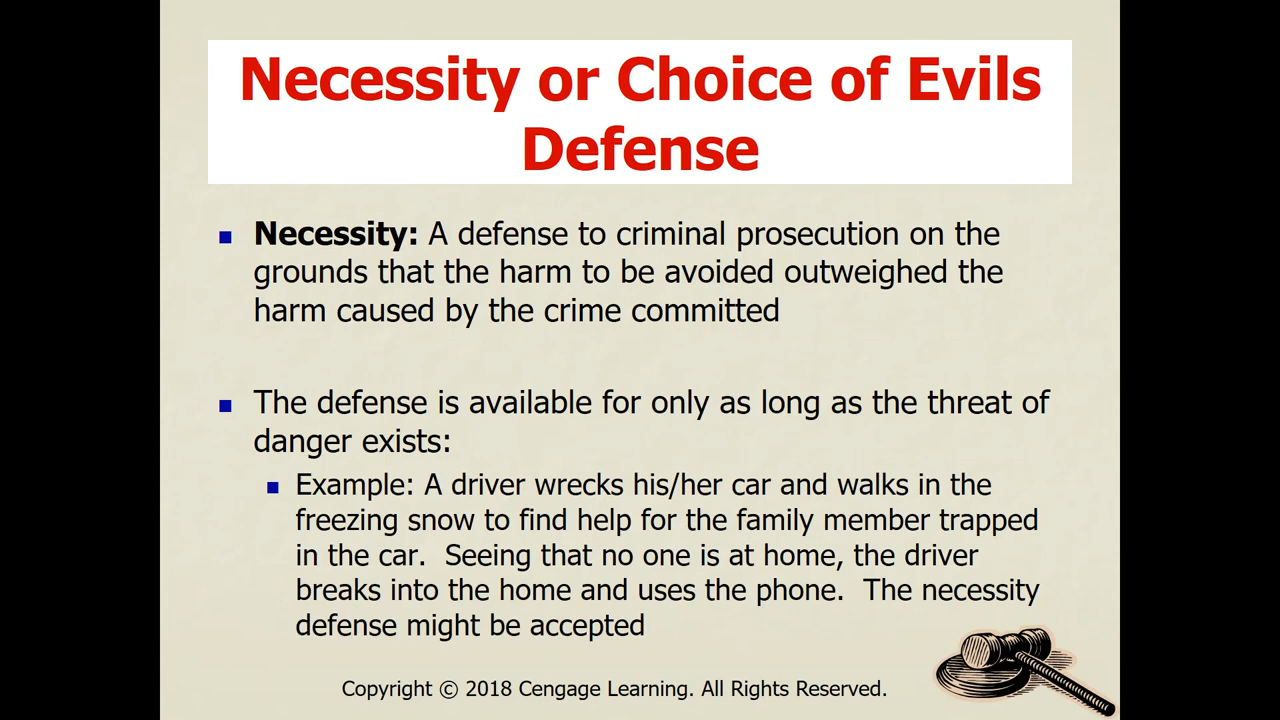 Necessity or Choice of Evils
Defense
Necessity: A defense to criminal prosecution on the
grounds that the harm to be avoided outweighed the
harm caused by the crime committed
The defense is available for only as long as the threat of
danger exists:
Example: A driver wrecks his/her car and walks in the
freezing snow to find help for the family member trapped
in the car.  Seeing that no one is at home, the driver
breaks into the home and uses the phone.  The necessity
defense might be accepted
Copyright © 2018 Cengage Learning. All Rights Reserved.